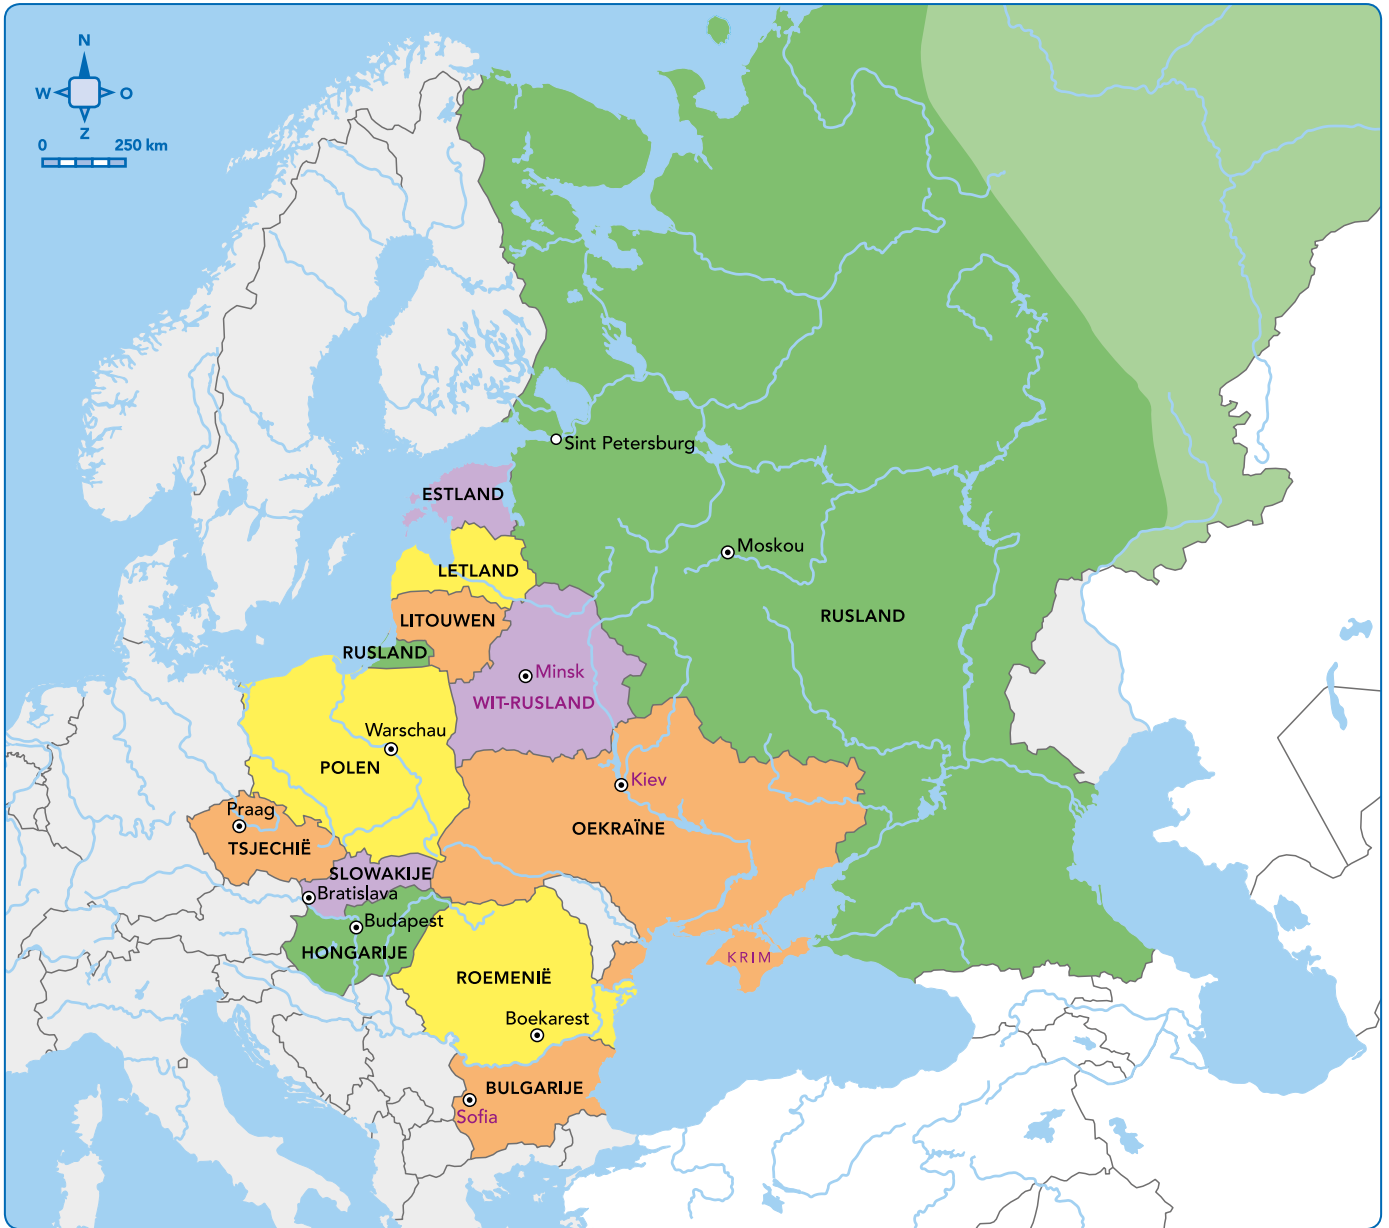 N
W O
Z
0 250 km
Sint Petersburg
ESTLAND
Moskou
LETLAND
LITOUWEN
RUSLAND
RUSLAND
Minsk
WIT-RUSLAND
Warschau
POLEN
Kiev
Praag
OEKRAÏNE
TSJECHIË
SLOWAKIJE
Bratislava
Budapest
HONGARIJE
KRIM
ROEMENIË
Boekarest
BULGARIJE
Sofia